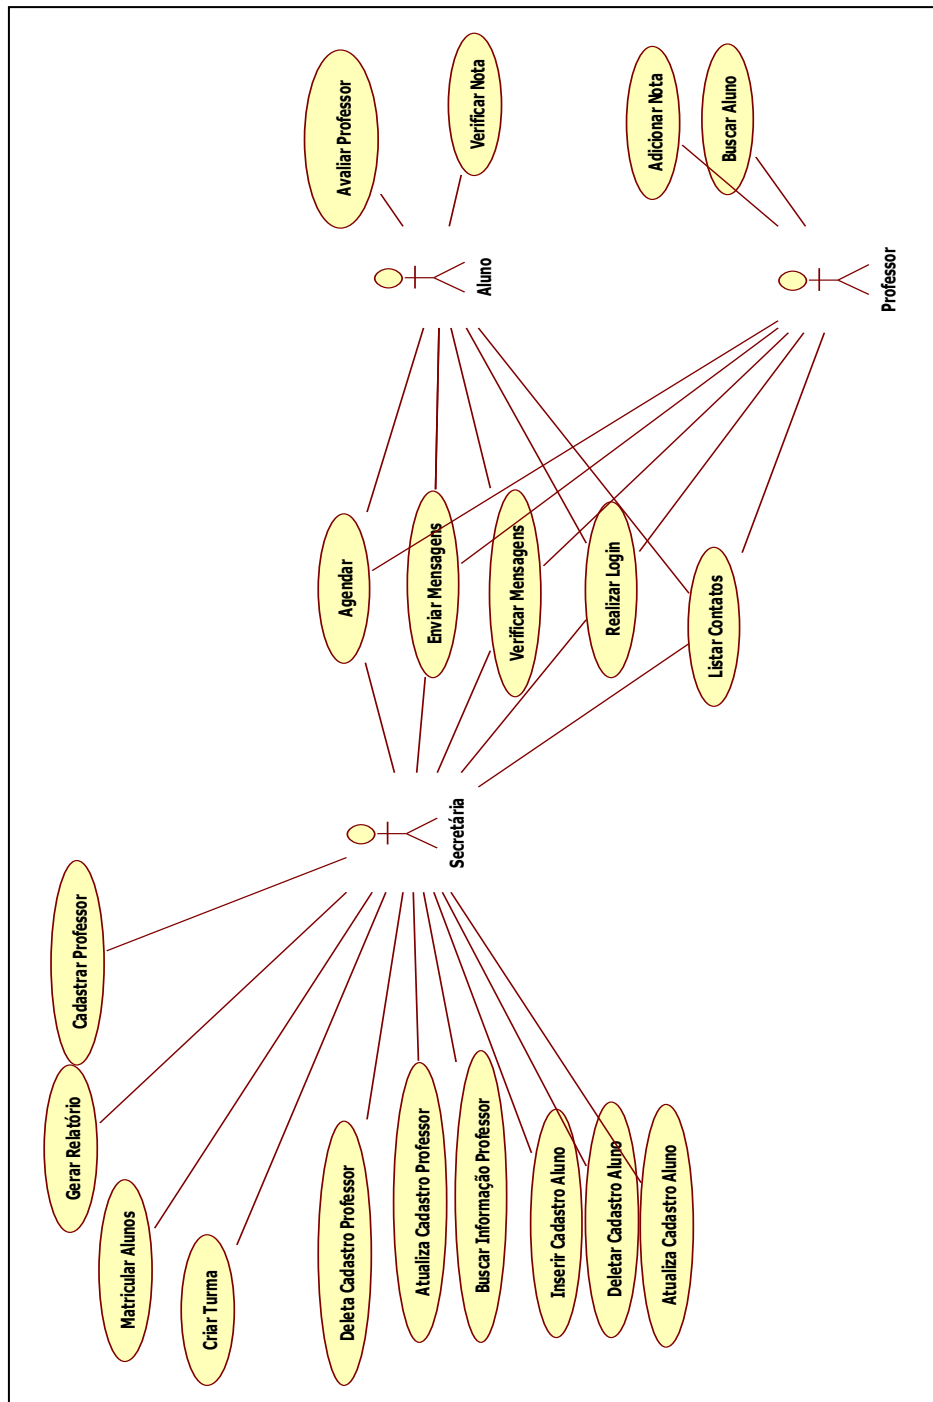 Cadastrar Professor
Gerar Relatório
Matricular Alunos
Criar Turma
Deleta Cadastro Professor
Atualiza Cadastro Professor
Buscar Informação Professor
Inserir Cadastro Aluno
Deletar Cadastro Aluno
Atualiza Cadastro Aluno
Secretária
Agendar
Enviar Mensagens
Verificar Mensagens
Realizar Login
Listar Contatos
Aluno
Professor
Avaliar Professor
Verificar Nota
Adicionar Nota
Buscar Aluno